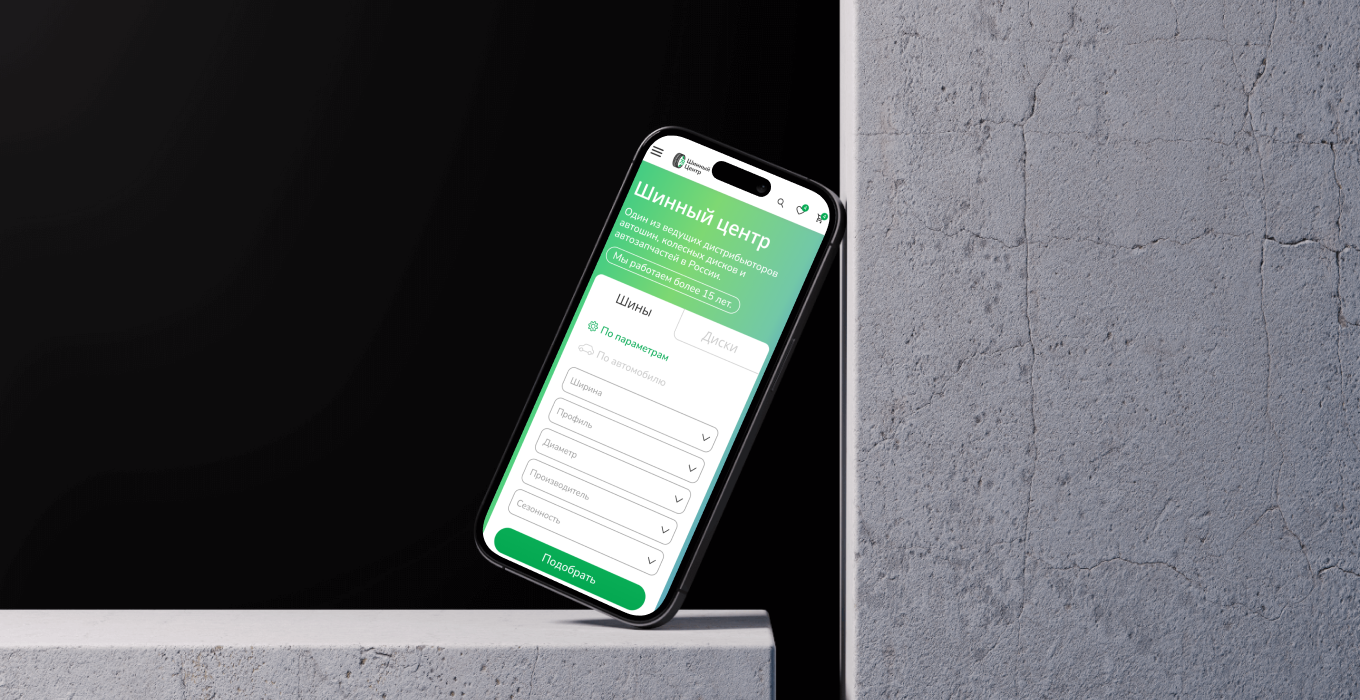 Шинный
Центр
Шинный центр
Один из ведущих дистрибьюторов
автошин, колесных дисков и
автозапчастей в России.
Мы работаем более 15 лет.
Шины
Диски
По параметрам
По автомобилю
Ширина
Профиль
Диаметр
Производитель
Сезонность
Подобрать